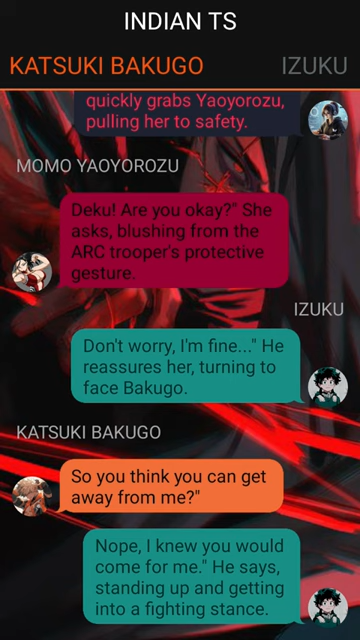 INDIAN TS
KATSUKI BAKUGO IZUKU
quickly grabs Yaoyorozu,
pulling her to safety.
MOMO YAOYOROZU
Deku! Are you okay?" She
asks, blushing from the
ARC trooper's protective
gesture.
IZUKU
Don't worry, I'm fine..." He
reassures her, turning to
face Bakugo.
KATSUKI BAKUGO
So you think you can get
away from me?"
Nope, I knew you would
come for me." He says,
standing up and getting
into a fighting stance.